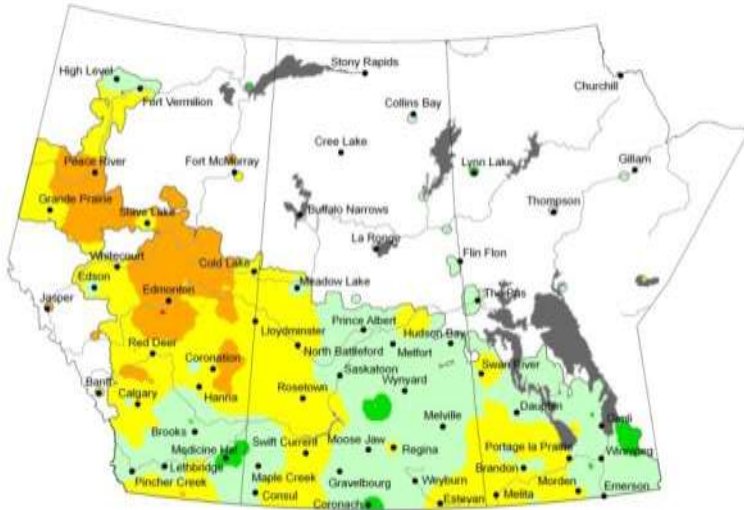 Stony Rapids
High Level
Churchill
Fort Vermilion
Collins Bay
Cree Lake
Peace River
Fort McMurray
Lynn Lake
Gillam
Grande Prairie
Slave Lake
Buffalo Narrows
Thompson
La Ronge
Whitecourt
Cold Lake
Flin Flon
Edson
Meadow Lake
Jasper
Edmonton
The Pas
Lloydminster
Prince Albert
Hudson Bay
Red Deer
North Battleford
Melfort
Coronation
Saskatoon
Swan River
Banff
Hanna
Rosetown
Wynyard
Calgary
Dauphin
Brooks
Melville
Gimli
Medicine Hat
Swift Current
Moose Jaw
Regina
Portage la Prairie
Winnipeg
Lethbridge
Maple Creek
Gravelbourg
Weyburn
Brandon
Pincher Creek
Consul
Coronach
Estevan
Melita
Morden
Emerson